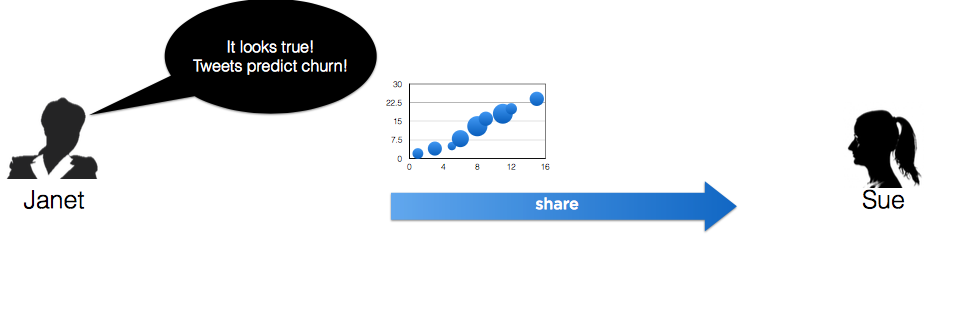 It looks true!
Tweets predict churn!
30
22.5
15
7.5
0
0 4 8 12 16
share
Janet
Sue